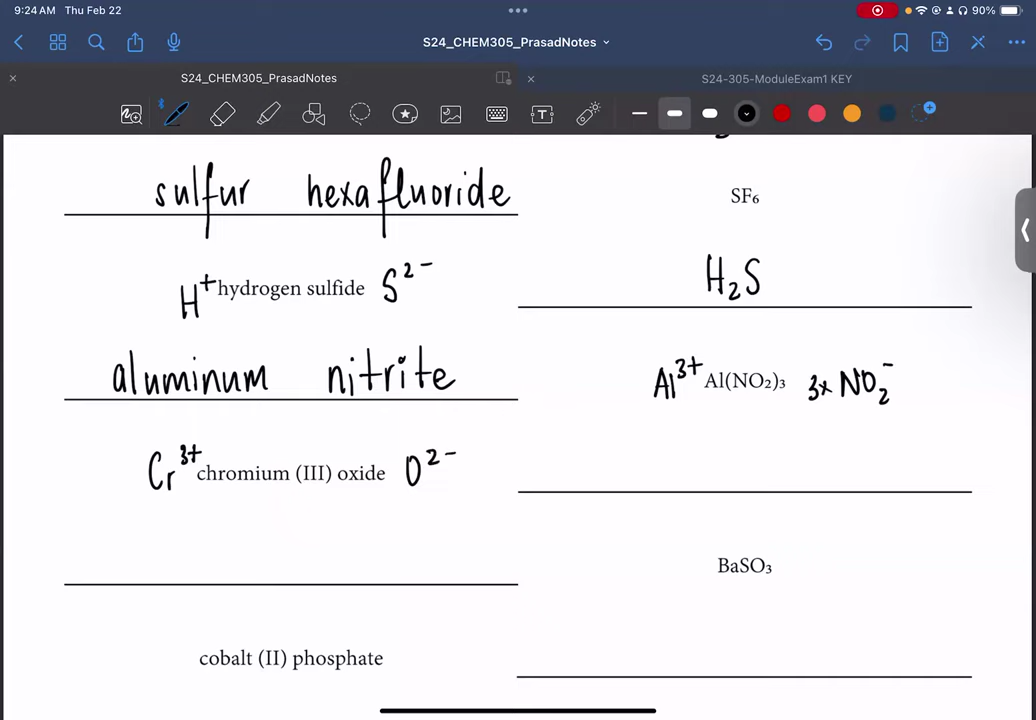 9:24 AM Thu Feb 22
90%
S24_CHEM305_PrasadNotes
S24_CHEM305_PrasadNotes
S24-305-ModuleExam1 KEY
sulfur hexafluoride
SF₆
H⁺ hydrogen sulfide S²⁻
H₂S
aluminum nitrite
Al³⁺ Al(NO₂)₃ 3x NO₂⁻
Cr³⁺ chromium (III) oxide O²⁻
BaSO₃
cobalt (II) phosphate